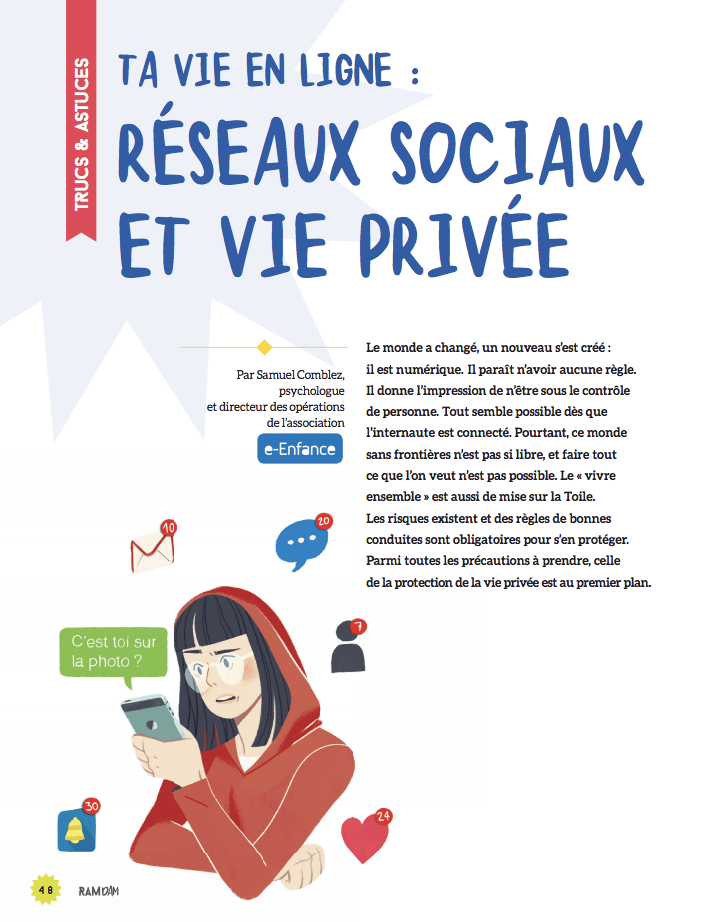 TRUCS & ASTUCES
TA VIE EN LIGNE :
RÉSEAUX SOCIAUX
ET VIE PRIVÉE
Par Samuel Comblez,
psychologue
et directeur des opérations
de l'association
e-Enfance
Le monde a changé, un nouveau s'est créé :
il est numérique. Il paraît n'avoir aucune règle.
Il donne l'impression de n'être sous le contrôle
de personne. Tout semble possible dès que
l'internaute est connecté. Pourtant, ce monde
sans frontières n'est pas si libre, et faire tout
ce que l'on veut n'est pas possible. Le « vivre
ensemble » est aussi de mise sur la Toile.
Les risques existent et des règles de bonnes
conduites sont obligatoires pour s'en protéger.
Parmi toutes les précautions à prendre, celle
de la protection de la vie privée est au premier plan.
10
20
7
C'est toi sur
la photo ?
30
24
48
RAMDAM